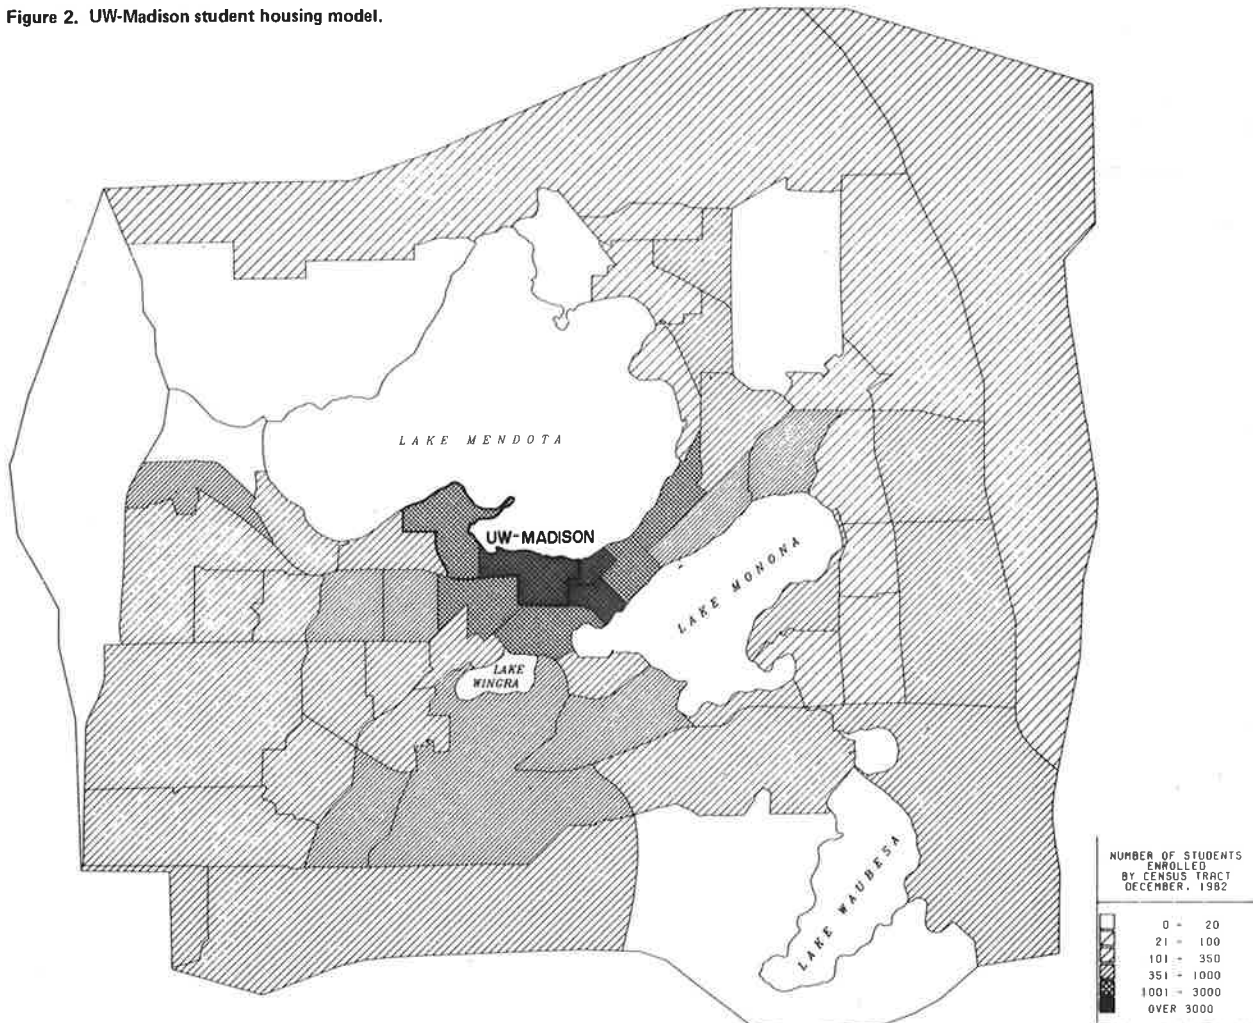 Figure 2. UW-Madison student housing model.
LAKE MENDOTA
UW-MADISON
LAKE MONONA
LAKE
WINGRA
LAKE WAUBESA
NUMBER OF STUDENTS
ENROLLED
BY CENSUS TRACT
DECEMBER, 1982
0 - 20
21 - 100
101 - 350
351 - 1000
1001 - 3000
OVER 3000